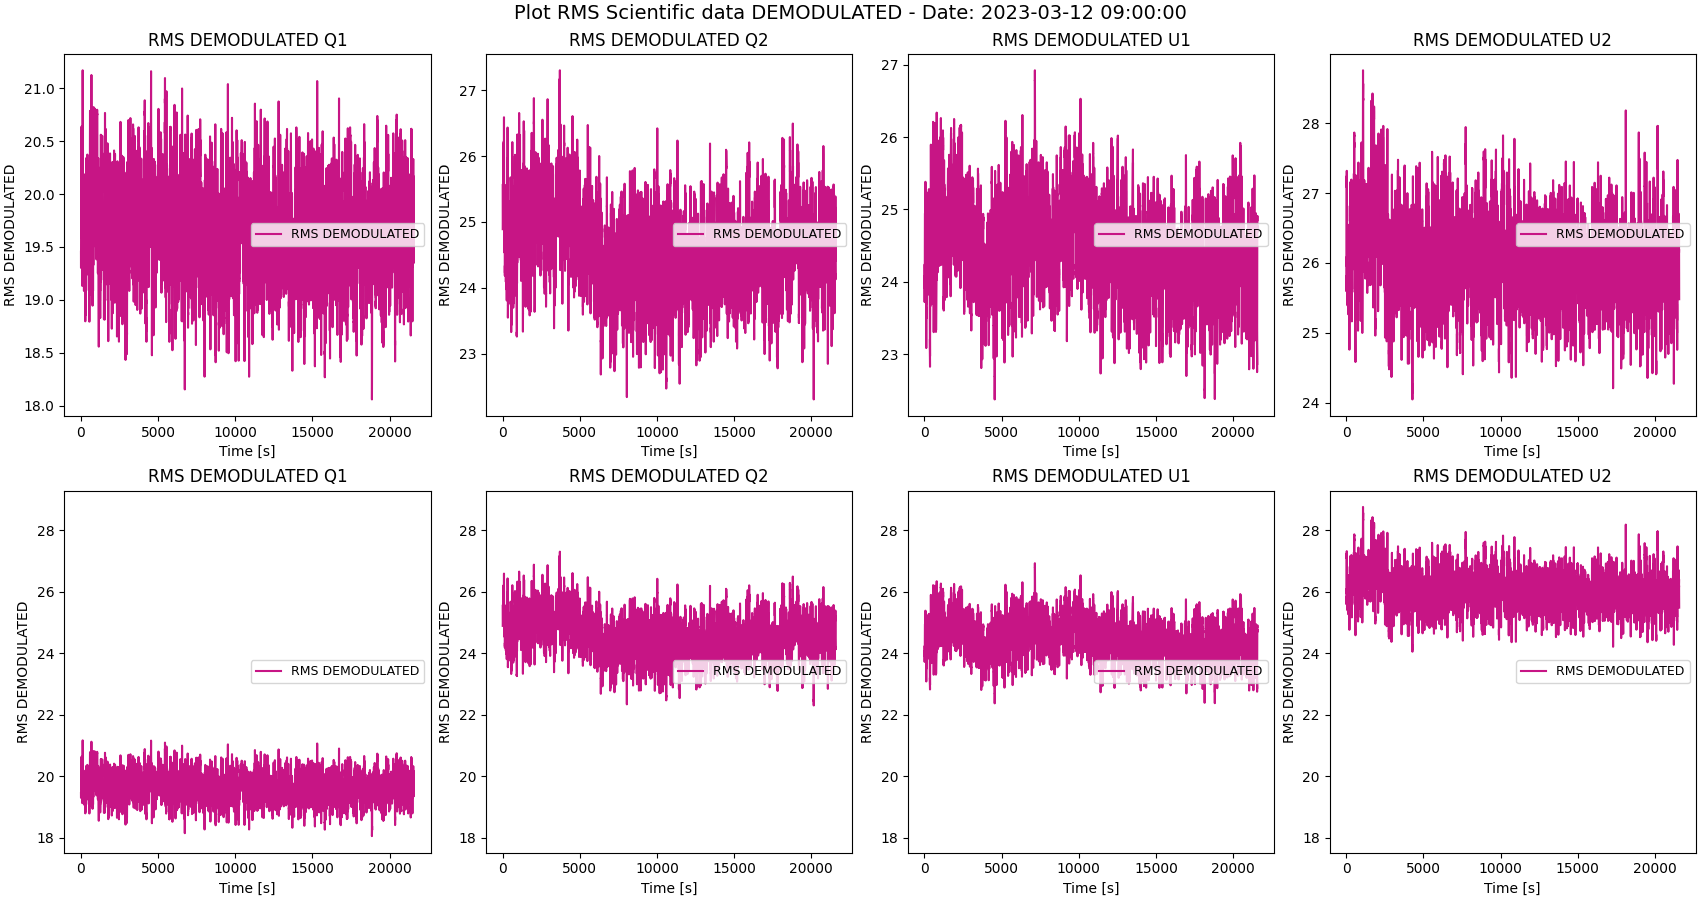 Plot RMS Scientific data DEMODULATED - Date: 2023-03-12 09:00:00
RMS DEMODULATED Q1
RMS DEMODULATED
21.0
20.5
20.0
19.5
19.0
18.5
18.0
RMS DEMODULATED
0 5000 10000 15000 20000
Time [s]
RMS DEMODULATED Q2
RMS DEMODULATED
27
26
25
24
23
RMS DEMODULATED
0 5000 10000 15000 20000
Time [s]
RMS DEMODULATED U1
RMS DEMODULATED
27
26
25
24
23
RMS DEMODULATED
0 5000 10000 15000 20000
Time [s]
RMS DEMODULATED U2
RMS DEMODULATED
28
27
26
25
24
RMS DEMODULATED
0 5000 10000 15000 20000
Time [s]
RMS DEMODULATED Q1
RMS DEMODULATED
28
26
24
22
20
18
RMS DEMODULATED
0 5000 10000 15000 20000
Time [s]
RMS DEMODULATED Q2
RMS DEMODULATED
28
26
24
22
20
18
RMS DEMODULATED
0 5000 10000 15000 20000
Time [s]
RMS DEMODULATED U1
RMS DEMODULATED
28
26
24
22
20
18
RMS DEMODULATED
0 5000 10000 15000 20000
Time [s]
RMS DEMODULATED U2
RMS DEMODULATED
28
26
24
22
20
18
RMS DEMODULATED
0 5000 10000 15000 20000
Time [s]